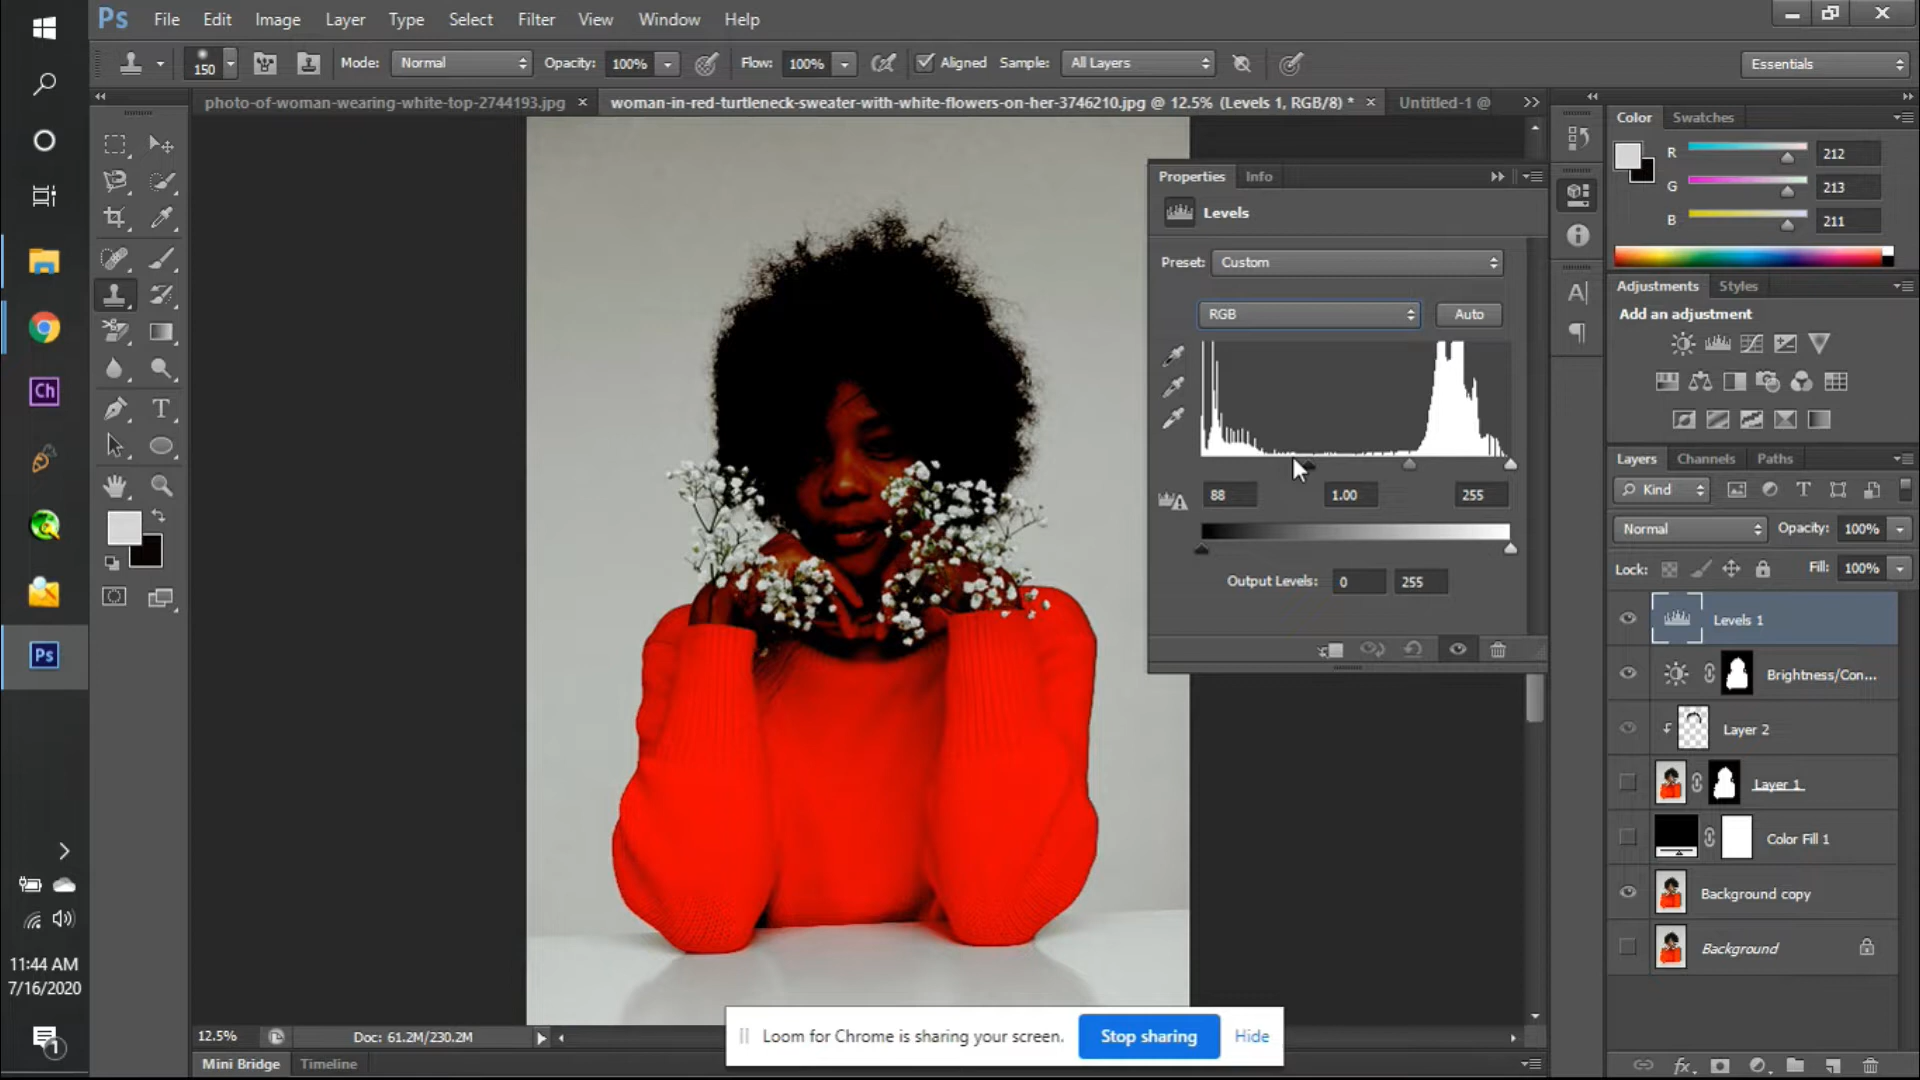 Ps File Edit Image Layer Type Select Filter View Window Help
150 Mode: Normal Opacity: 100% Flow: 100% Aligned Sample: All Layers Essentials
photo-of-woman-wearing-white-top-2744193.jpg × woman-in-red-turtleneck-sweater-with-white-flowers-on-her-3746210.jpg @ 12.5% (Levels 1, RGB/8) * × Untitled-1 @
Color Swatches
R 212
G 213
B 211
Properties Info
Levels
Preset: Custom
RGB Auto
88 1.00 255
Output Levels: 0 255
Adjustments Styles
Add an adjustment
Layers Channels Paths
Kind
Normal Opacity: 100%
Lock: Fill: 100%
Levels 1
Brightness/Con...
Layer 2
Layer 1
Color Fill 1
Background copy
Background
Ch
Ps
11:44 AM
7/16/2020
1
12.5% Doc: 61.2M/230.2M
Mini Bridge Timeline
Loom for Chrome is sharing your screen. Stop sharing Hide